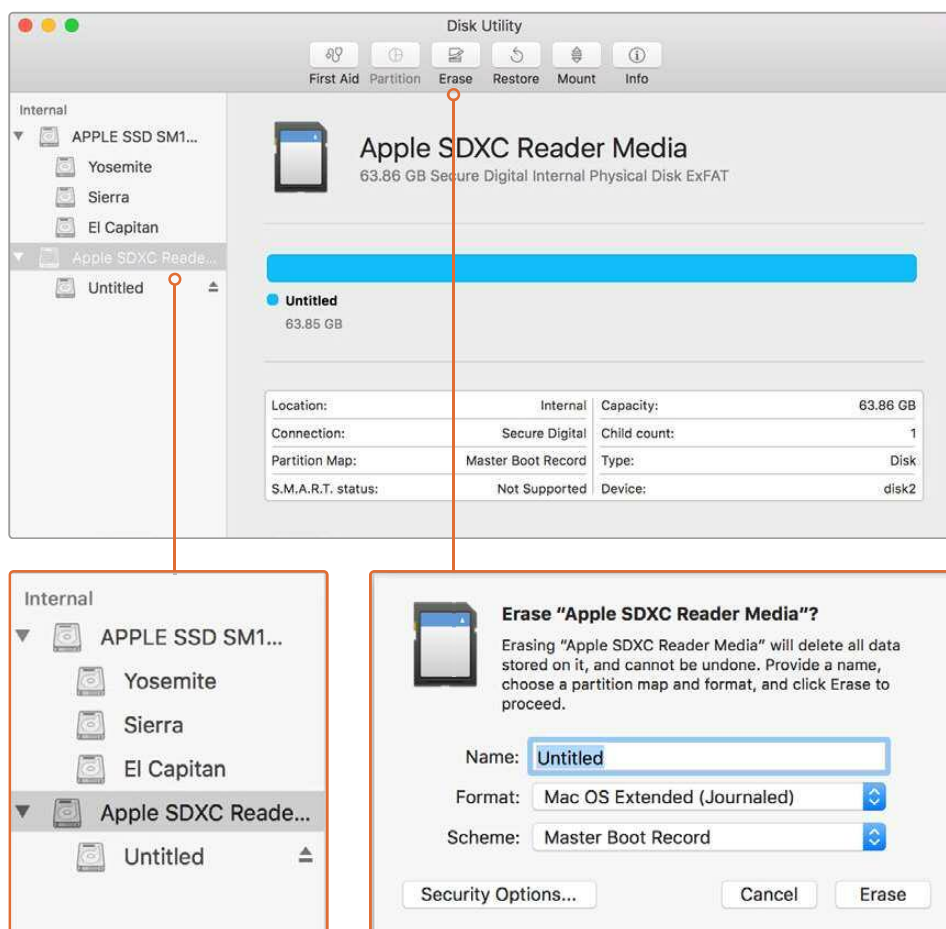 Disk Utility
First Aid Partition Erase Restore Mount Info
Internal
APPLE SSD SM1...
Yosemite
Sierra
El Capitan
Apple SDXC Reade...
Untitled
Apple SDXC Reader Media
63.86 GB Secure Digital Internal Physical Disk ExFAT
Untitled
63.85 GB
Location: Internal Capacity: 63.86 GB
Connection: Secure Digital Child count: 1
Partition Map: Master Boot Record Type: Disk
S.M.A.R.T. status: Not Supported Device: disk2
Internal
APPLE SSD SM1...
Yosemite
Sierra
El Capitan
Apple SDXC Reade...
Untitled
Erase “Apple SDXC Reader Media”?
Erasing “Apple SDXC Reader Media” will delete all data
stored on it, and cannot be undone. Provide a name,
choose a partition map and format, and click Erase to
proceed.
Name: Untitled
Format: Mac OS Extended (Journaled)
Scheme: Master Boot Record
Security Options... Cancel Erase